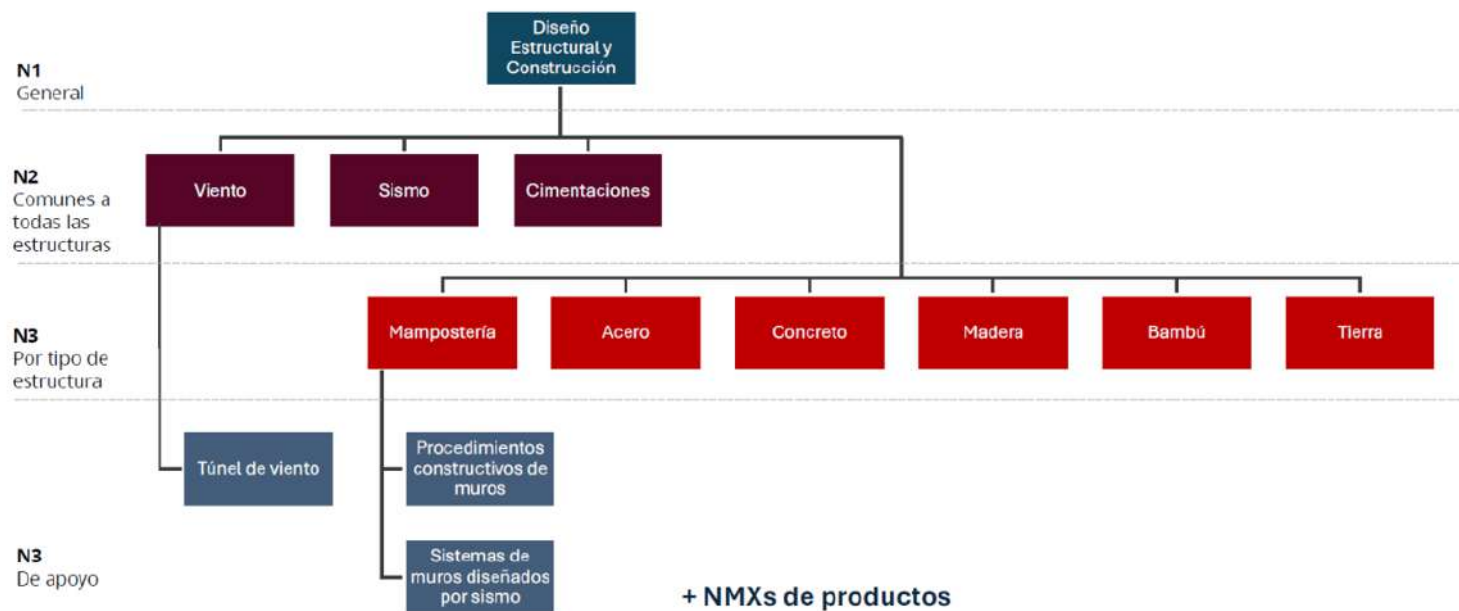 Diseño
Estructural y
Construcción
N1
General
N2
Comunes a
todas las
estructuras
Viento
Sismo
Cimentaciones
N3
Por tipo de
estructura
Mampostería
Acero
Concreto
Madera
Bambú
Tierra
Túnel de viento
Procedimientos
constructivos de
muros
N3
De apoyo
Sistemas de
muros diseñados
por sismo
+ NMXs de productos